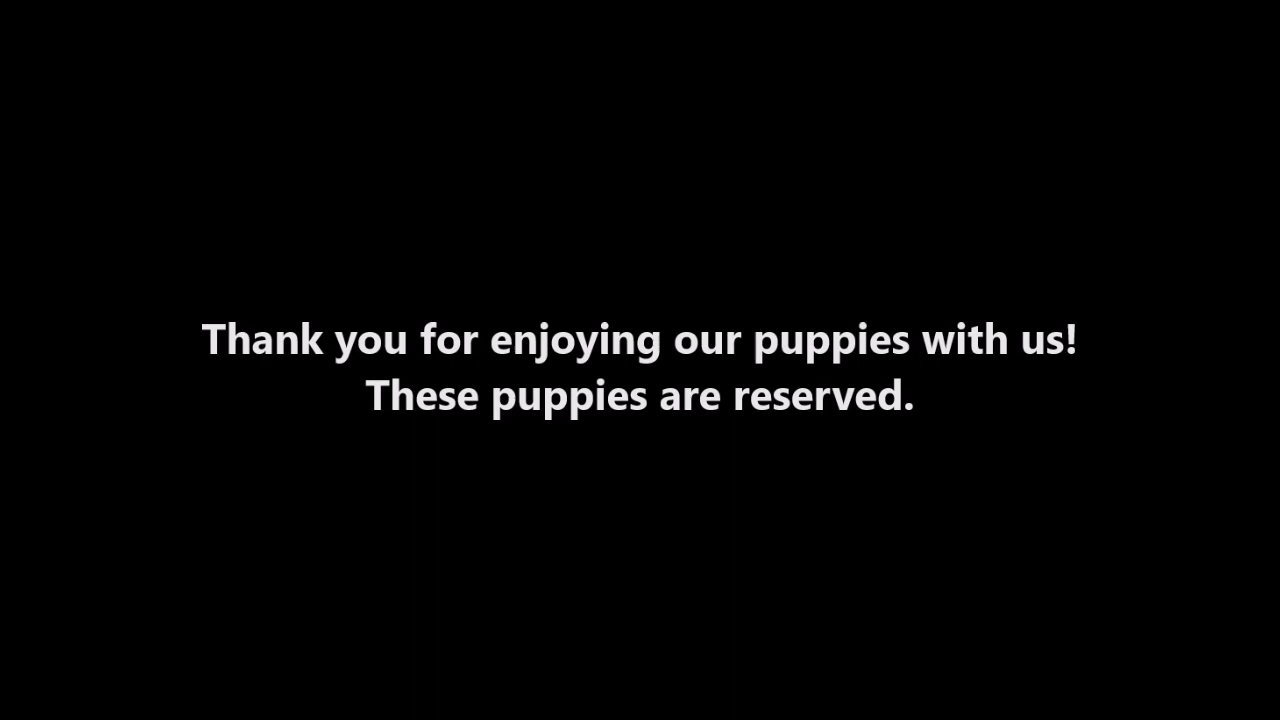 Thank you for enjoying our puppies with us!
These puppies are reserved.